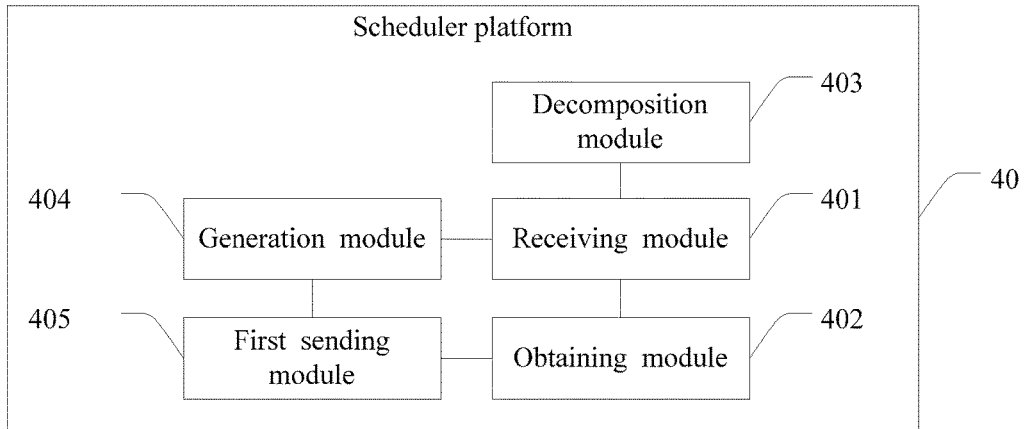 Scheduler platform
403
Decomposition
module
40
404
401
Generation module
Receiving module
405
402
First sending
module
Obtaining module